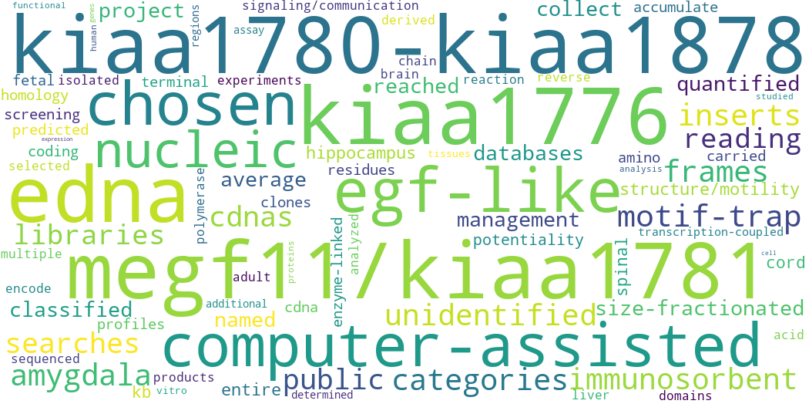 functional
project
human
genes
regions
signaling/communication
derived
collect
accumulate
kiaa1780-kiaa1878
assay
chain
brain
fetal
isolated
terminal
experiments
reached
reaction
reverse
quantified
studied
homology
chosen
kiaa1776
screening
predicted
expression
inserts
reading
nucleic
hippocampus
tissues
databases
amino
carried
coding
selected
residues
analysis
frames
edna
polymerase
average
egf-like
structure/motility
clones
cdnas
management
motif-trap
libraries
enzyme-linked
analyzed
potentiality
transcription-coupled
multiple
megf11/kiaa1781
proteins
spinal
cell
cord
adult
encode
classified
additional
cdna
unidentified
size-fractionated
profiles
named
searches
computer-assisted
acid
sequenced
amygdala
products
public
categories
immunosorbent
kb
vitro
entire
determined
liver
domains